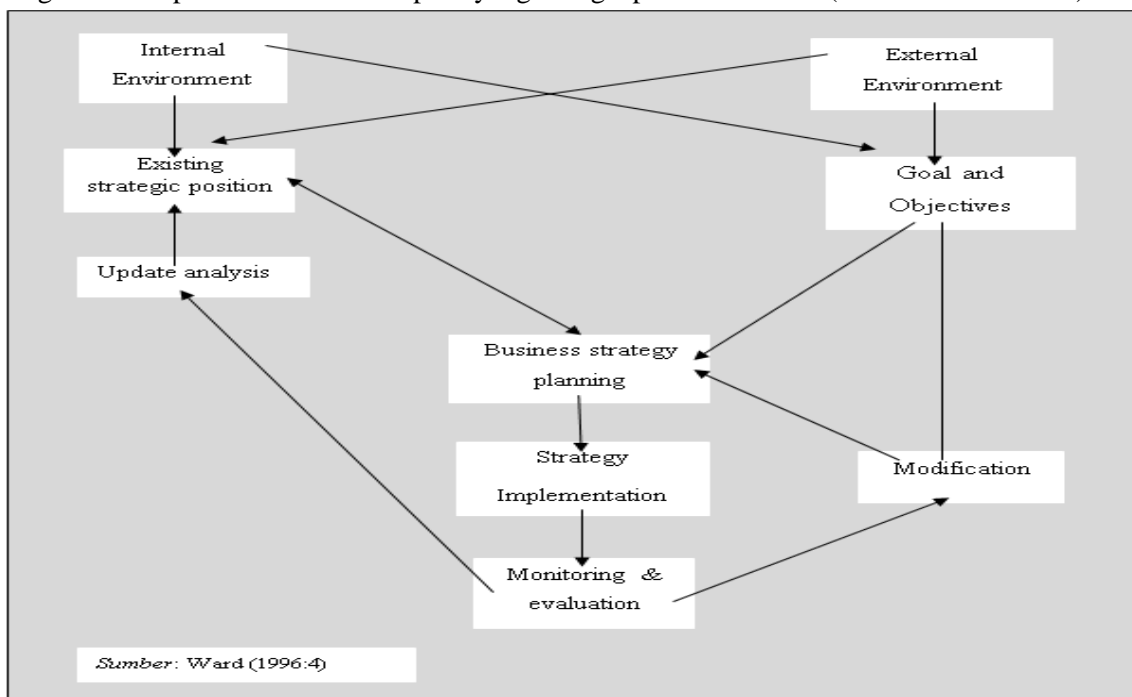 Internal
Environment
External
Environment
Existing
strategic position
Goal and
Objectives
Update analysis
Business strategy
planning
Strategy
Implementation
Modification
Monitoring &
evaluation
Sumber: Ward (1996:4)